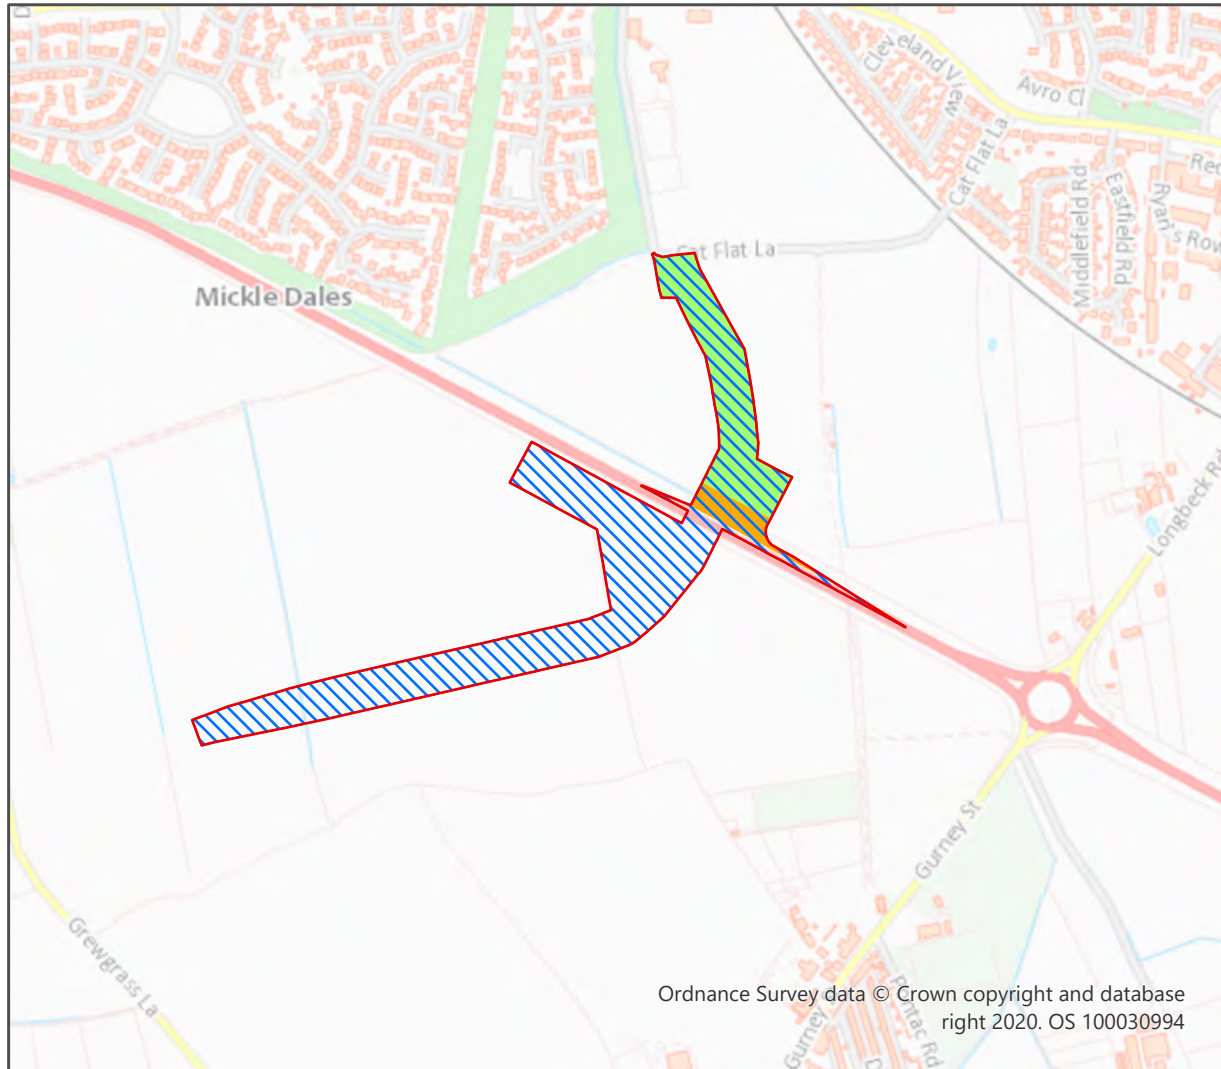 D
Cleveland View
Avro Cl
Cat Flat La
Red
Middlefield Rd
Eastfield Rd
Ryan's Row
Cat Flat La
Mickle Dales
Longbeck Rd
Gurney St
Grewgrass La
Pontac Rd
Gurney
D
Ordnance Survey data © Crown copyright and database
right 2020. OS 100030994